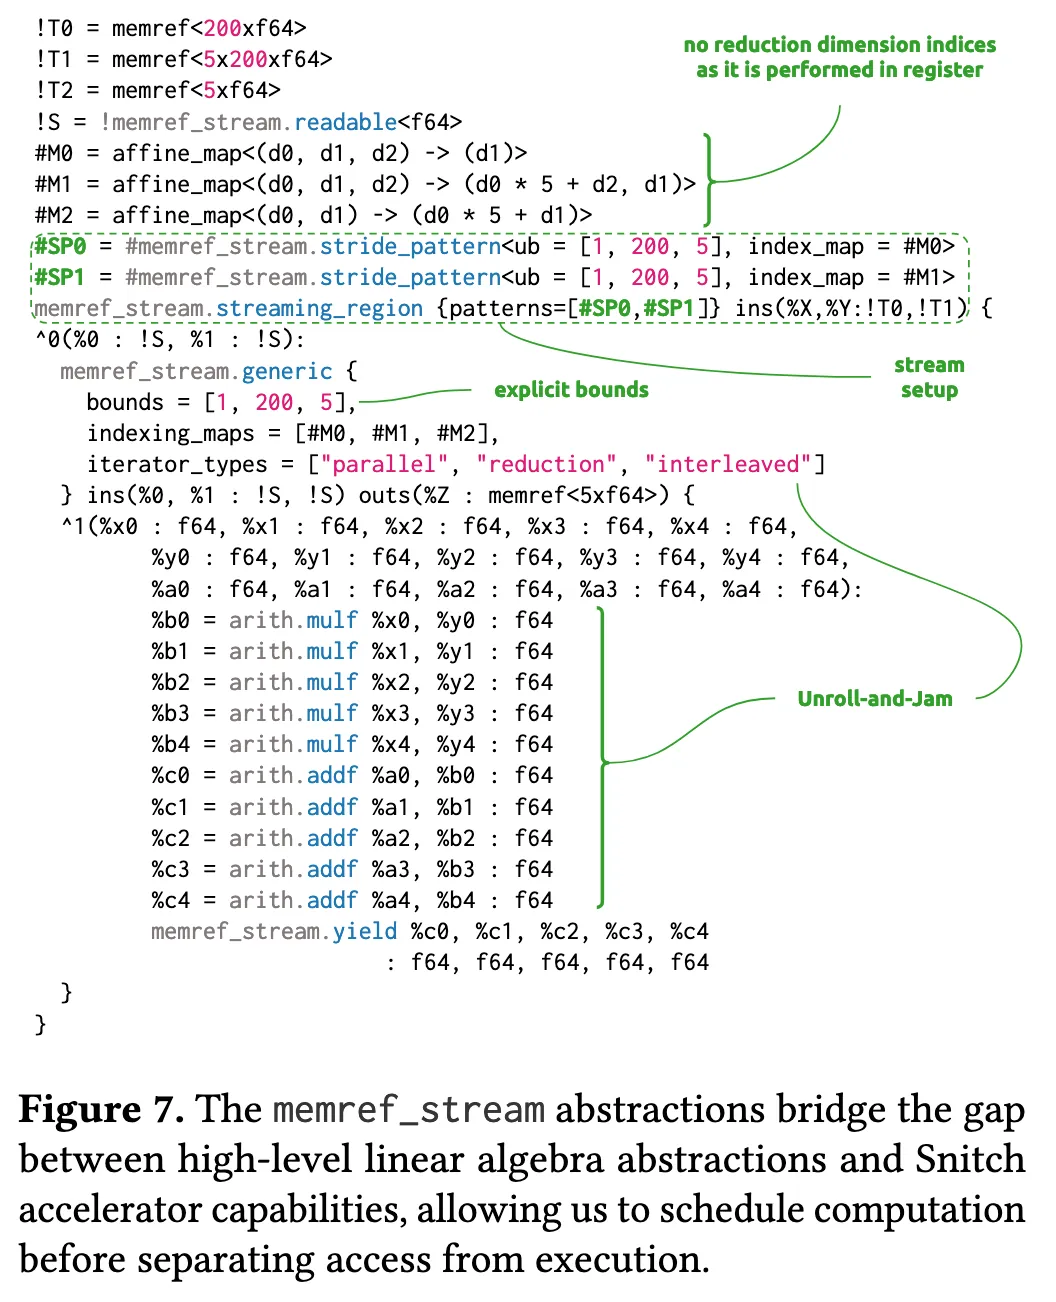 !T0 = memref<200xf64>
!T1 = memref<5x200xf64>
!T2 = memref<5xf64>
!S = !memref_stream.readable<f64>
#M0 = affine_map<(d0, d1, d2) -> (d1)>
#M1 = affine_map<(d0, d1, d2) -> (d0 * 5 + d2, d1)>
#M2 = affine_map<(d0, d1) -> (d0 * 5 + d1)>
no reduction dimension indices
as it is performed in register
#SP0 = #memref_stream.stride_pattern<ub = [1, 200, 5], index_map = #M0>
#SP1 = #memref_stream.stride_pattern<ub = [1, 200, 5], index_map = #M1>
memref_stream.streaming_region {patterns=[#SP0,#SP1]} ins(%X,%Y:!T0,!T1) {
^0(%0 : !S, %1 : !S):
stream
setup
memref_stream.generic {
bounds = [1, 200, 5],
explicit bounds
indexing_maps = [#M0, #M1, #M2],
iterator_types = ["parallel", "reduction", "interleaved"]
} ins(%0, %1 : !S, !S) outs(%Z : memref<5xf64>) {
^1(%x0 : f64, %x1 : f64, %x2 : f64, %x3 : f64, %x4 : f64,
%y0 : f64, %y1 : f64, %y2 : f64, %y3 : f64, %y4 : f64,
%a0 : f64, %a1 : f64, %a2 : f64, %a3 : f64, %a4 : f64):
%b0 = arith.mulf %x0, %y0 : f64
%b1 = arith.mulf %x1, %y1 : f64
%b2 = arith.mulf %x2, %y2 : f64
%b3 = arith.mulf %x3, %y3 : f64
%b4 = arith.mulf %x4, %y4 : f64
%c0 = arith.addf %a0, %b0 : f64
%c1 = arith.addf %a1, %b1 : f64
%c2 = arith.addf %a2, %b2 : f64
%c3 = arith.addf %a3, %b3 : f64
%c4 = arith.addf %a4, %b4 : f64
Unroll-and-Jam
memref_stream.yield %c0, %c1, %c2, %c3, %c4
: f64, f64, f64, f64, f64
}
}
Figure 7. The memref_stream abstractions bridge the gap
between high-level linear algebra abstractions and Snitch
accelerator capabilities, allowing us to schedule computation
before separating access from execution.